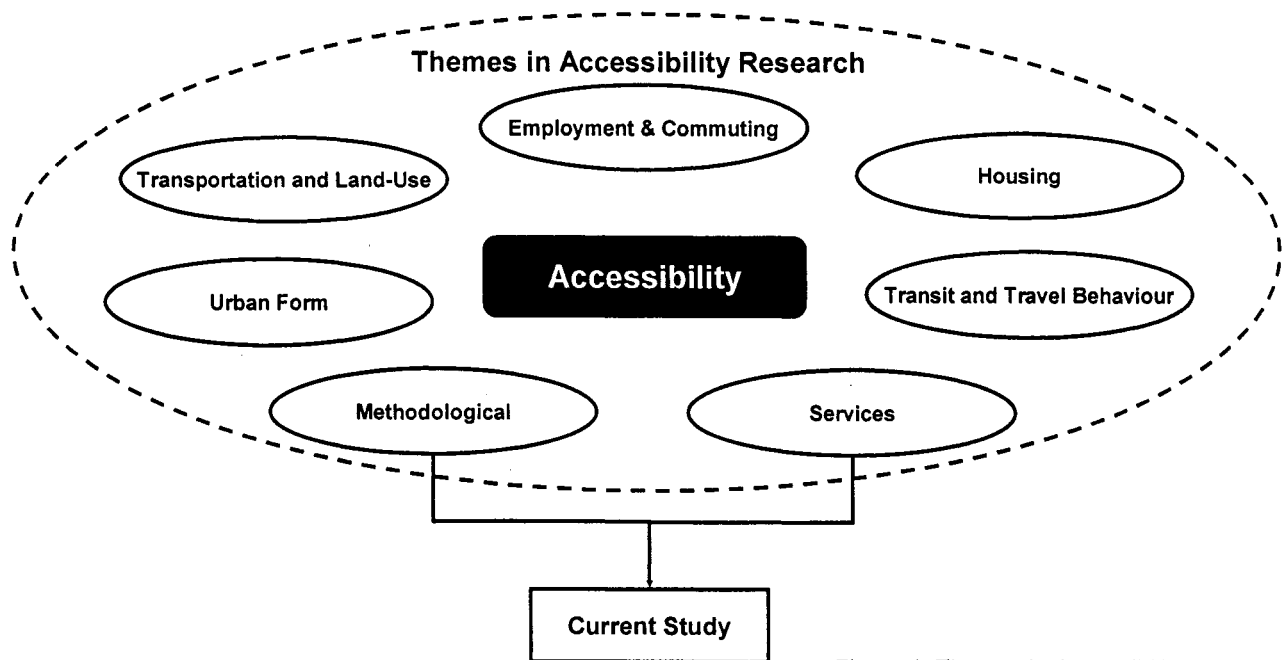 Themes in Accessibility Research
Employment & Commuting
Transportation and Land-Use
Housing
Accessibility
Urban Form
Transit and Travel Behaviour
Methodological
Services
Current Study